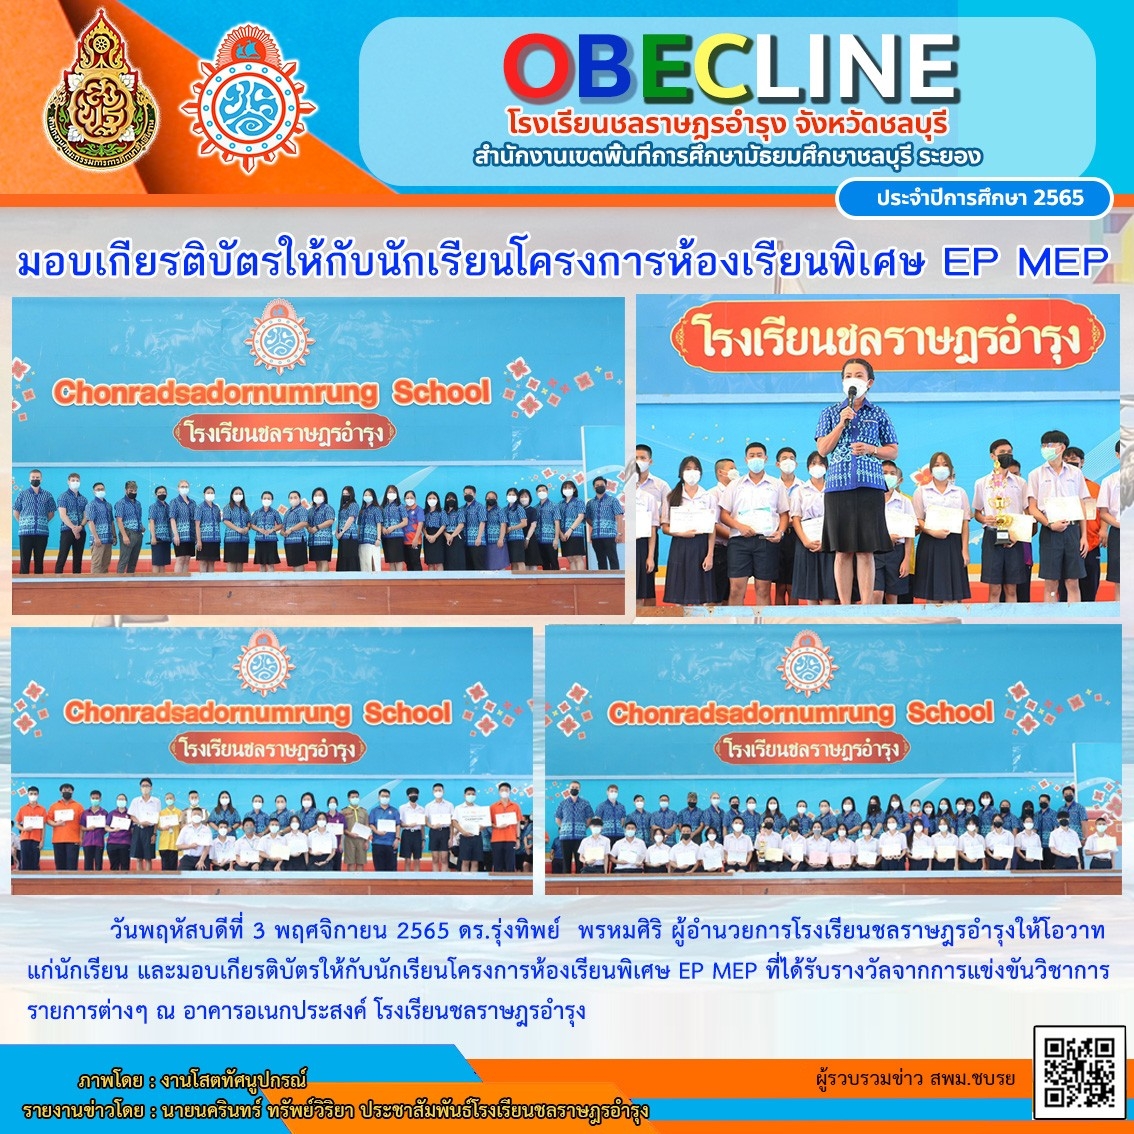 OBECLINE
โรงเรียนชลราษฎรอำรุง จังหวัดชลบุรี
สำนักงานเขตพื้นที่การศึกษามัธยมศึกษาชลบุรี ระยอง
ประจำปีการศึกษา 2565
มอบเกียรติบัตรให้กับนักเรียนโครงการห้องเรียนพิเศษ EP MEP
Chonradsadornumrung School
โรงเรียนชลราษฎรอำรุง
โรงเรียนชลราษฎรอำรุง
Chonradsadornumrung School
โรงเรียนชลราษฎรอำรุง
Chonradsadornumrung School
โรงเรียนชลราษฎรอำรุง
วันพฤหัสบดีที่ 3 พฤศจิกายน 2565 ดร.รุ่งทิพย์ พรหมศิริ ผู้อำนวยการโรงเรียนชลราษฎรอำรุงให้โอวาท
แก่นักเรียน และมอบเกียรติบัตรให้กับนักเรียนโครงการห้องเรียนพิเศษ EP MEP ที่ได้รับรางวัลจากการแข่งขันวิชาการ
รายการต่างๆ ณ อาคารอเนกประสงค์ โรงเรียนชลราษฎรอำรุง
ภาพโดย : งานโสตทัศนูปกรณ์
รายงานข่าวโดย : นายนครินทร์ ทรัพย์วิริยา ประชาสัมพันธ์โรงเรียนชลราษฎรอำรุง
ผู้รวบรวมข่าว สพม.ชบรย